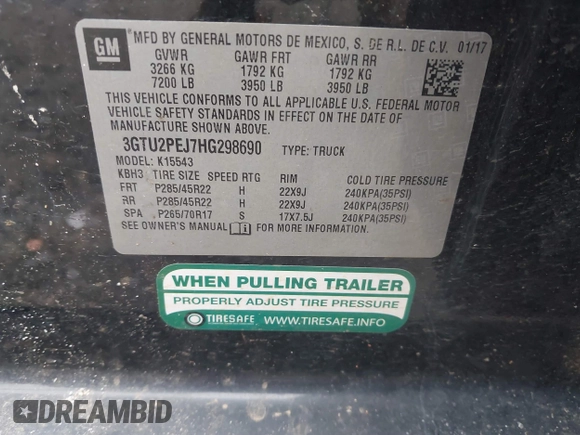 GM
MFD BY GENERAL MOTORS DE MEXICO, S. DE R.L. DE C.V. 01/17
GVWR GAWR FRT GAWR RR
3266 KG 1792 KG 1792 KG
7200 LB 3950 LB 3950 LB
THIS VEHICLE CONFORMS TO ALL APPLICABLE U.S. FEDERAL MOTOR
VEHICLE SAFETY STANDARDS IN EFFECT ON THE DATE OF
MANUFACTURE SHOWN ABOVE.
3GTU2PEJ7HG298690 TYPE: TRUCK
MODEL: K15543
KBH3 TIRE SIZE SPEED RTG RIM COLD TIRE PRESSURE
FRT P285/45R22 H 22X9J 240KPA(35PSI)
RR P285/45R22 H 22X9J 240KPA(35PSI)
SPA P265/70R17 S 17X7.5J 240KPA(35PSI)
SEE OWNER'S MANUAL i FOR MORE INFORMATION.
WHEN PULLING TRAILER
PROPERLY ADJUST TIRE PRESSURE
TIRESAFE WWW.TIRESAFE.INFO
DREAMBID